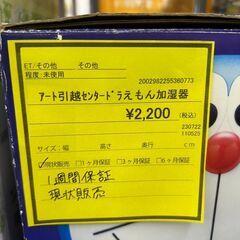 ET/その他 その他
程度:未使用
2002982255360773
アート引越センタードラえもん加湿器
¥2,200(税込)
230722
110525
サイズ:幅 高さ 奥行 cm
☑現状販売 □1ヶ月保証 □3ヶ月保証 □6ヶ月保証
1週間保証
現状販売